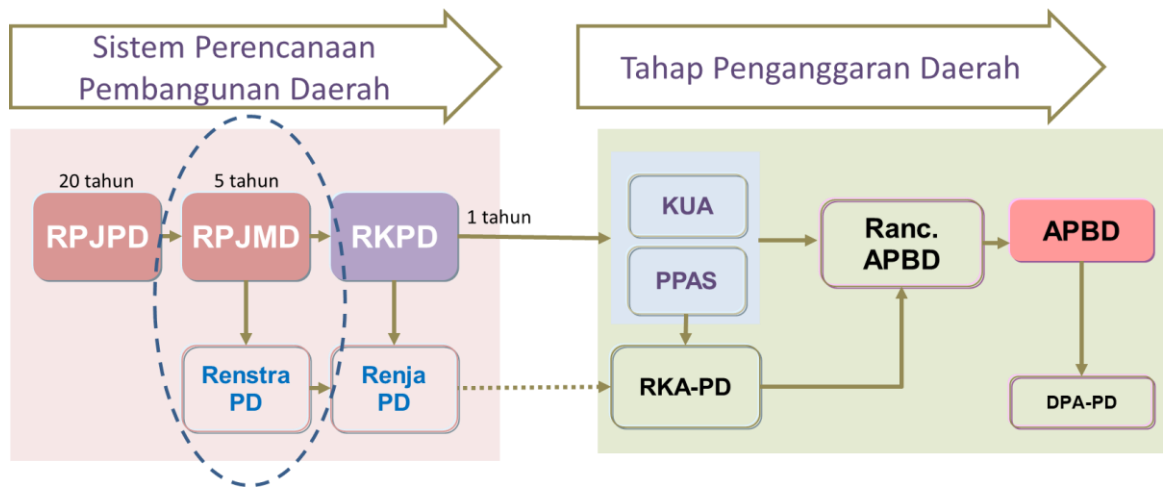 Sistem Perencanaan
Pembangunan Daerah
Tahap Penganggaran Daerah
20 tahun
5 tahun
RPJPD
RPJMD
RKPD
1 tahun
KUA
PPAS
Ranc.
APBD
APBD
Renstra
PD
Renja
PD
RKA-PD
DPA-PD